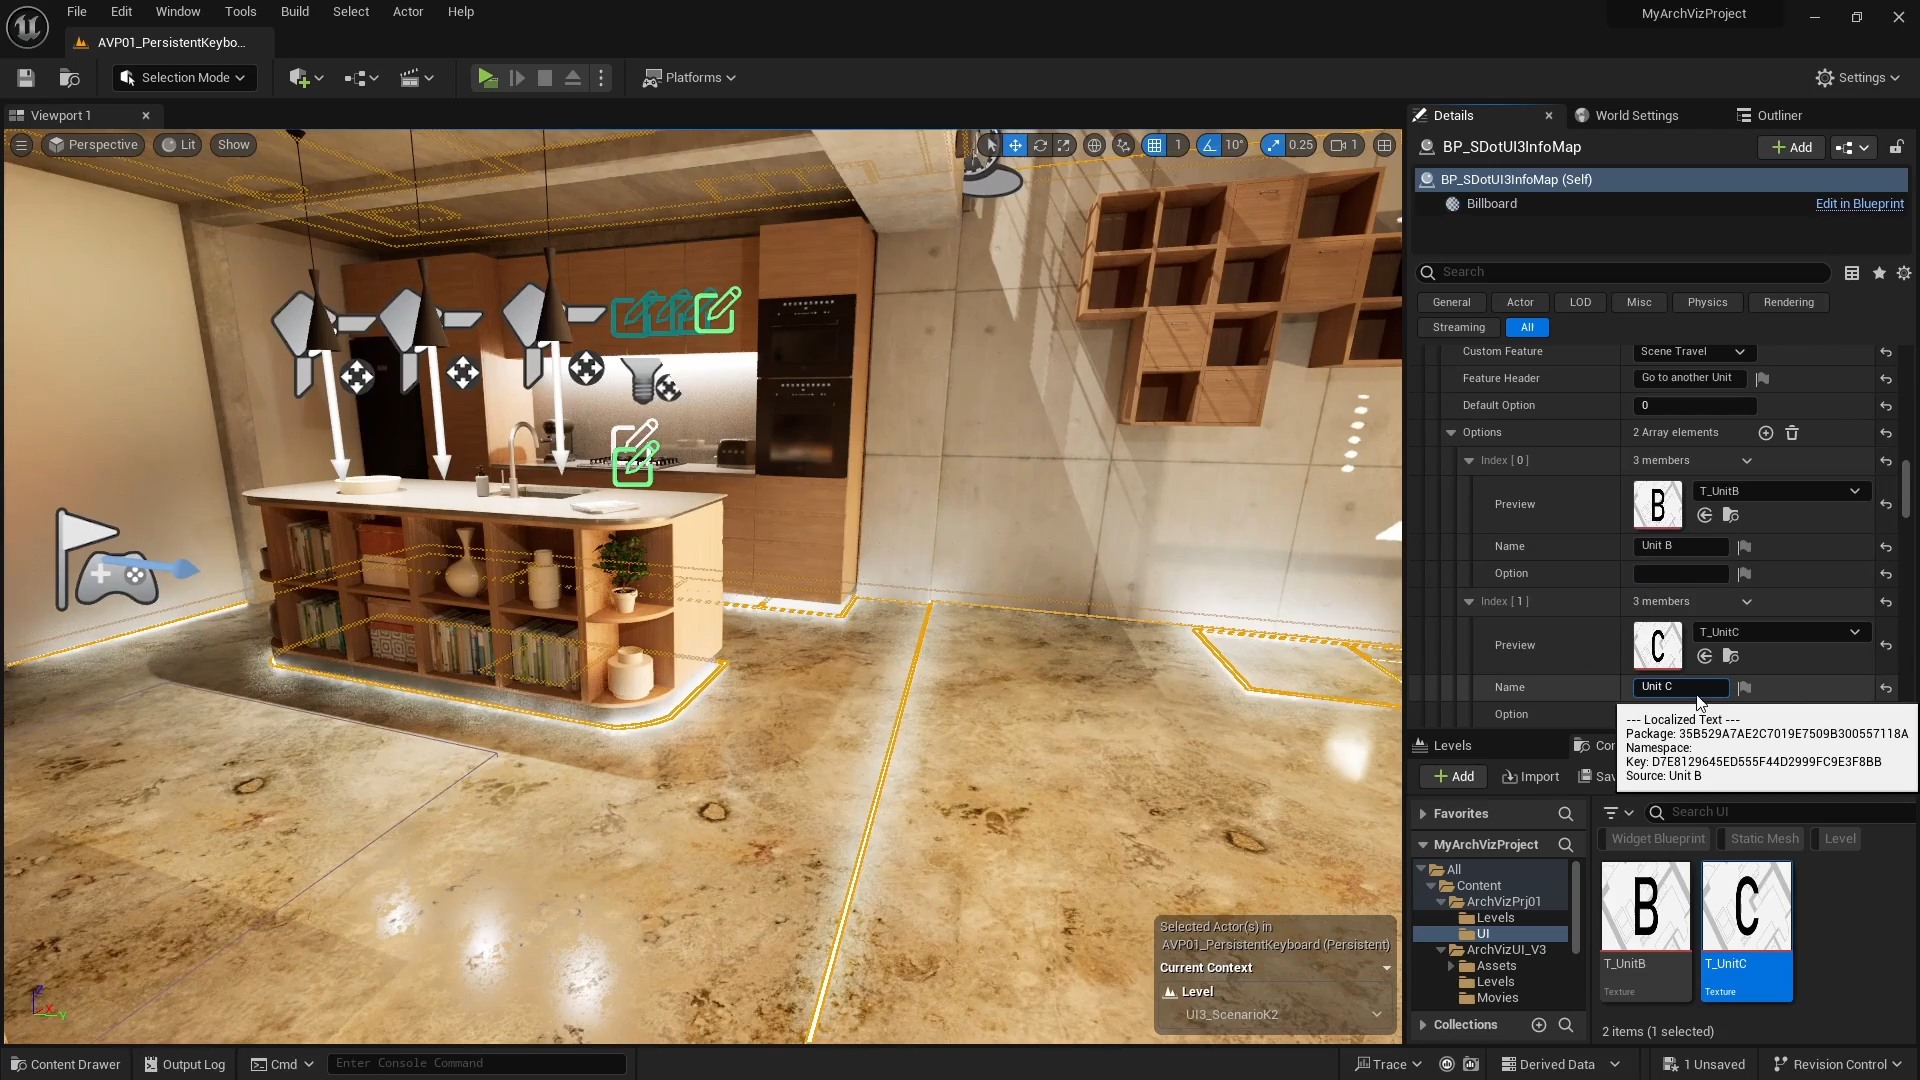 File Edit Window Tools Build Select Actor Help
MyArchVizProject
AVP01_PersistentKeybo...
Selection Mode
Platforms
Settings
Viewport 1
Perspective Lit Show
1 10° 0.25 1
Details World Settings Outliner
BP_SDotUI3InfoMap
Add
BP_SDotUI3InfoMap (Self)
Billboard Edit in Blueprint
Search
General Actor LOD Misc Physics Rendering
Streaming All
Custom Feature Scene Travel
Feature Header Go to another Unit
Default Option 0
Options 2 Array elements
Index [ 0 ] 3 members
Preview B T_UnitB
Name Unit B
Option
Index [ 1 ] 3 members
Preview C T_UnitC
Name Unit C
Option
--- Localized Text ---
Package: 35B529A7AE2C7019E7509B300557118A
Namespace:
Key: D7E8129645ED555F44D2999FC9E3F8BB
Source: Unit B
Levels Co
Add Import Sav
Favorites
Search UI
Widget Blueprint Static Mesh Level
MyArchVizProject
All
Content
ArchVizPrj01
Levels
UI
ArchVizUI_V3
Assets
Levels
Movies
Collections
B C
T_UnitB T_UnitC
Texture Texture
2 items (1 selected)
Selected Actor(s) in
AVP01_PersistentKeyboard (Persistent)
Current Context
Level
UI3_ScenarioK2
Z X Y
Content Drawer Output Log Cmd Enter Console Command
Trace Derived Data 1 Unsaved Revision Control